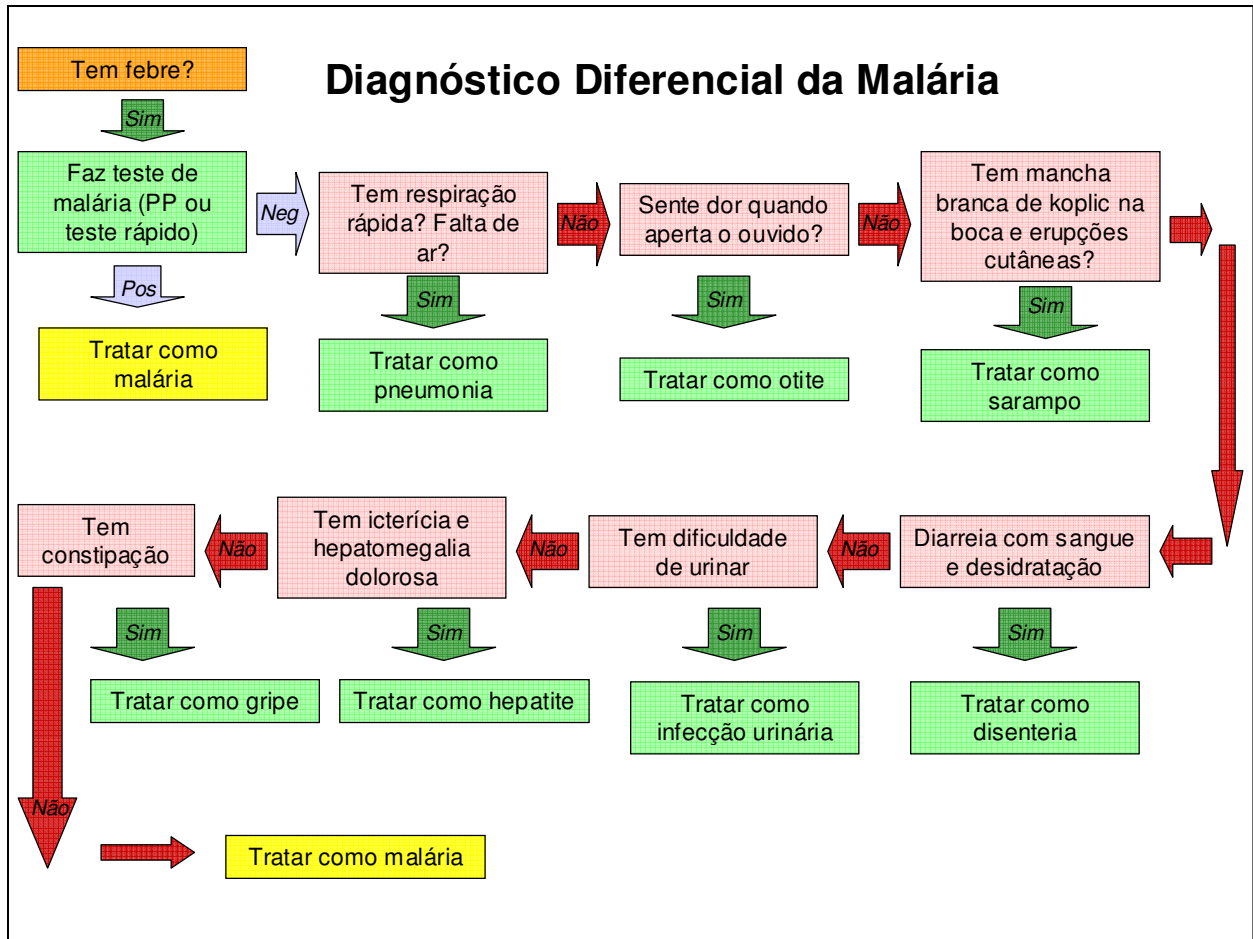 Diagnóstico Diferencial da Malária
Tem febre?
Sim
Faz teste de
malária (PP ou
teste rápido)
Neg
Pos
Tratar como
malária
Tem respiração
rápida? Falta de
ar?
Não
Sim
Tratar como
pneumonia
Sente dor quando
aperta o ouvido?
Não
Sim
Tratar como otite
Tem mancha
branca de koplic na
boca e erupções
cutâneas?
Sim
Tratar como
sarampo
Diarreia com sangue
e desidratação
Não
Sim
Tratar como
disenteria
Tem dificuldade
de urinar
Não
Sim
Tratar como
infecção urinária
Tem icterícia e
hepatomegalia
dolorosa
Não
Sim
Tratar como hepatite
Tem
constipação
Sim
Tratar como gripe
Não
Tratar como malária